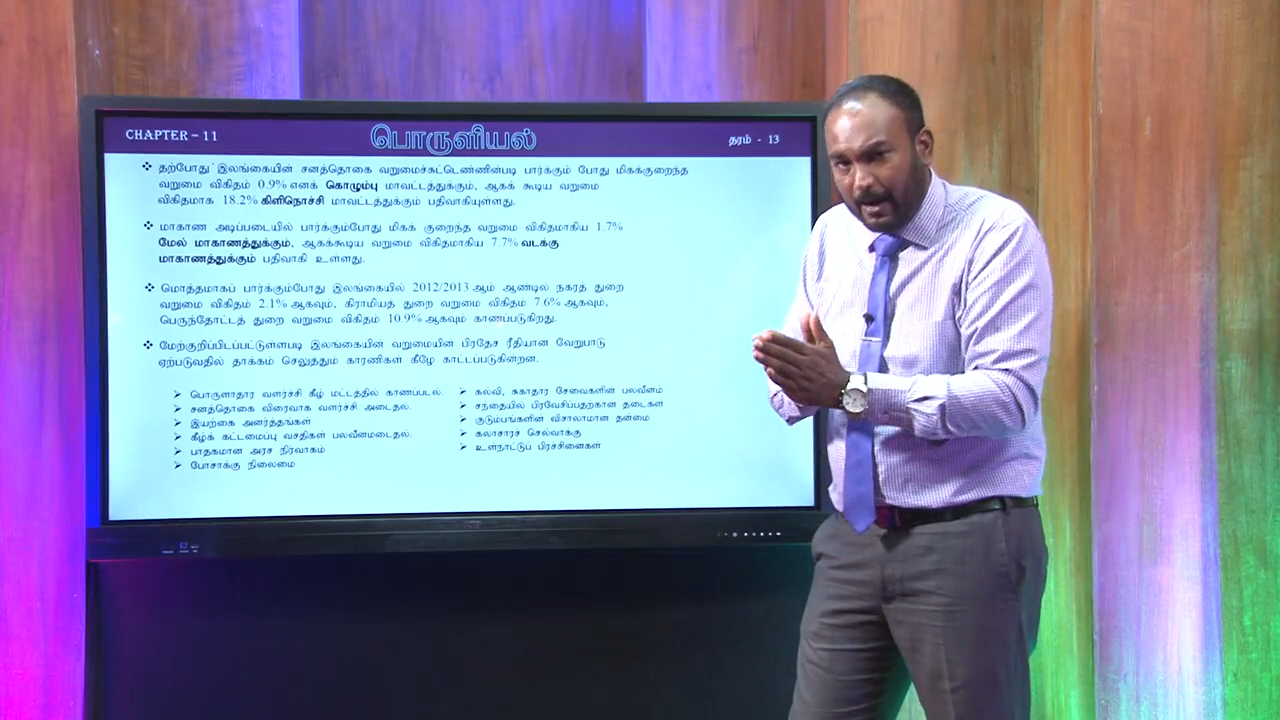 CHAPTER – 11
பொருளியல்
தரம் - 13
❖ தற்போது இலங்கையின் சனத்தொகை வறுமைச்சுட்டெண்ணின்படி பார்க்கும் போது மிகக்குறைந்த
வறுமை விகிதம் 0.9% எனக் கொழும்பு மாவட்டத்துக்கும், ஆகக் கூடிய வறுமை
விகிதமாக 18.2% கிளிநொச்சி மாவட்டத்துக்கும் பதிவாகியுள்ளது.
❖ மாகாண அடிப்படையில் பார்க்கும்போது மிகக் குறைந்த வறுமை விகிதமாகிய 1.7%
மேல் மாகாணத்துக்கும், ஆகக்கூடிய வறுமை விகிதமாகிய 7.7% வடக்கு
மாகாணத்துக்கும் பதிவாகி உள்ளது.
❖ மொத்தமாகப் பார்க்கும்போது இலங்கையில் 2012/2013 ஆம் ஆண்டில் நகரத் துறை
வறுமை விகிதம் 2.1% ஆகவும், கிராமியத் துறை வறுமை விகிதம் 7.6% ஆகவும்,
பெருந்தோட்டத் துறை வறுமை விகிதம் 10.9% ஆகவும் காணப்படுகிறது.
❖ மேற்குறிப்பிடப்பட்டுள்ளபடி இலங்கையின் வறுமையின் பிரதேச ரீதியான வேறுபாடு
ஏற்படுவதில் தாக்கம் செலுத்தும் காரணிகள் கீழே காட்டப்படுகின்றன.
➢ பொருளாதார வளர்ச்சி கீழ் மட்டத்தில் காணப்படல்.
➢ சனத்தொகை விரைவாக வளர்ச்சி அடைதல்.
➢ இயற்கை அனர்த்தங்கள்
➢ கீழ்க் கட்டமைப்பு வசதிகள் பலவீனமடைதல்.
➢ பாதகமான அரச நிர்வாகம்
➢ போசாக்கு நிலைமை
➢ கல்வி, சுகாதார சேவைகளின் பலவீனம்
➢ சந்தையில் பிரவேசிப்பதற்கான தடைகள்
➢ குடும்பங்களின் விசாலாமான தன்மை
➢ கலாசாரச் செல்வாக்கு
➢ உள்நாட்டுப் பிரச்சினைகள்